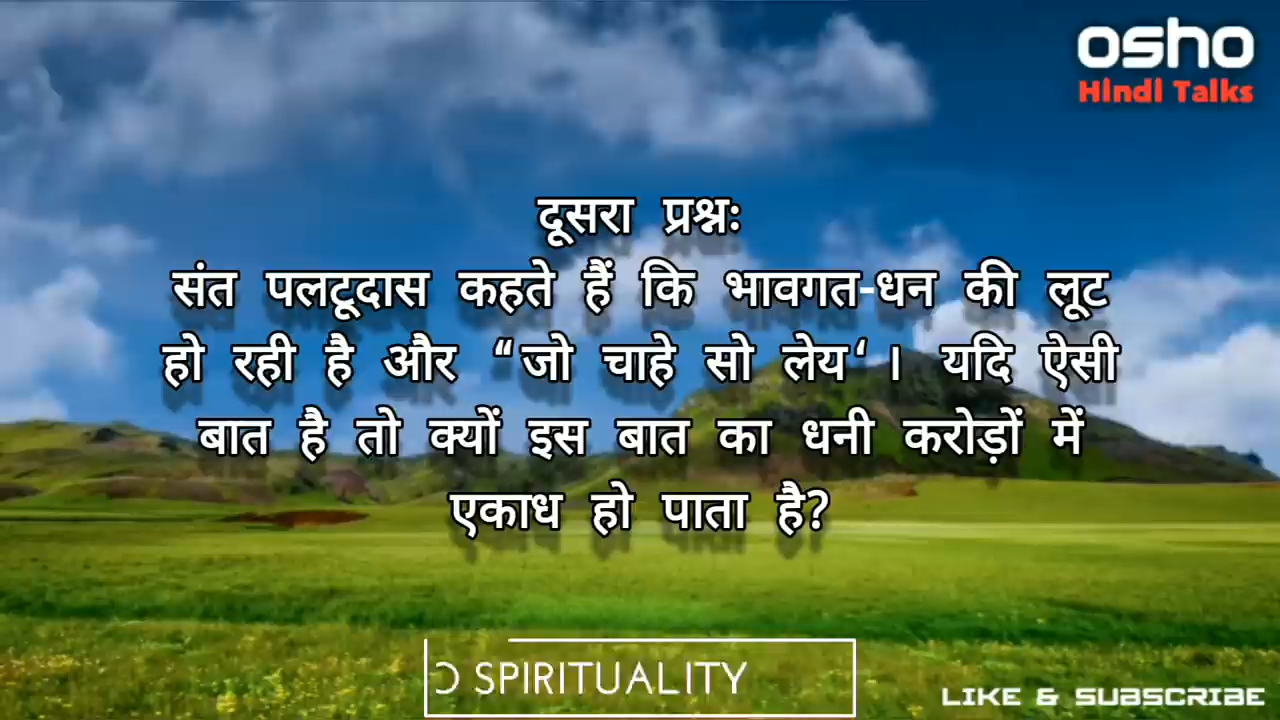 osho
Hindi Talks
दूसरा प्रश्नः
संत पलटूदास कहते हैं कि भावगत-धन की लूट
हो रही है और “जो चाहे सो लेय‘ । यदि ऐसी
बात है तो क्यों इस बात का धनी करोड़ों में
एकाध हो पाता है?
SPIRITUALITY
LIKE & SUBSCRIBE